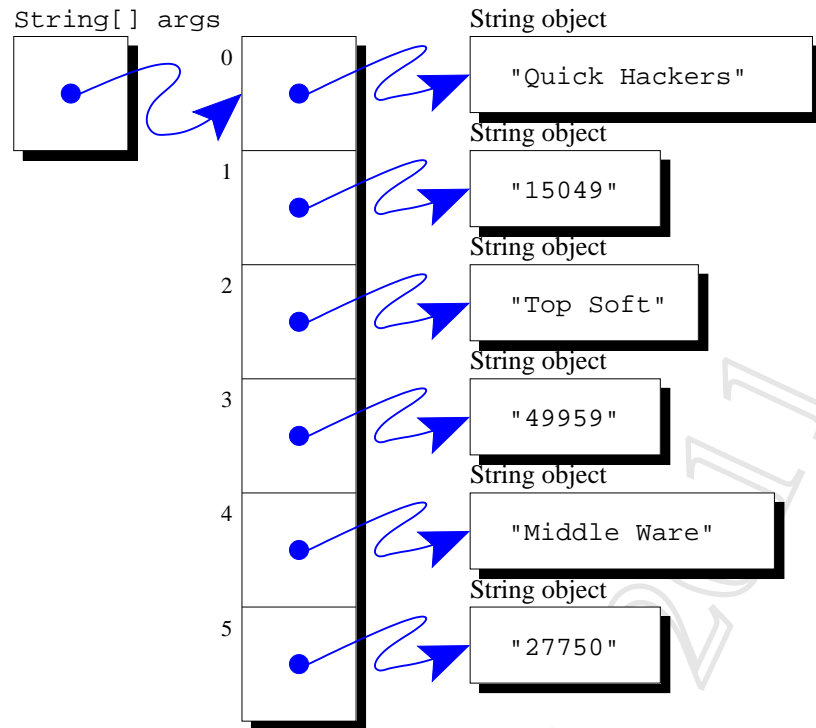 String[] args
0
String object
"Quick Hackers"
1
String object
"15049"
2
String object
"Top Soft"
3
String object
"49959"
4
String object
"Middle Ware"
5
String object
"27750"
2011